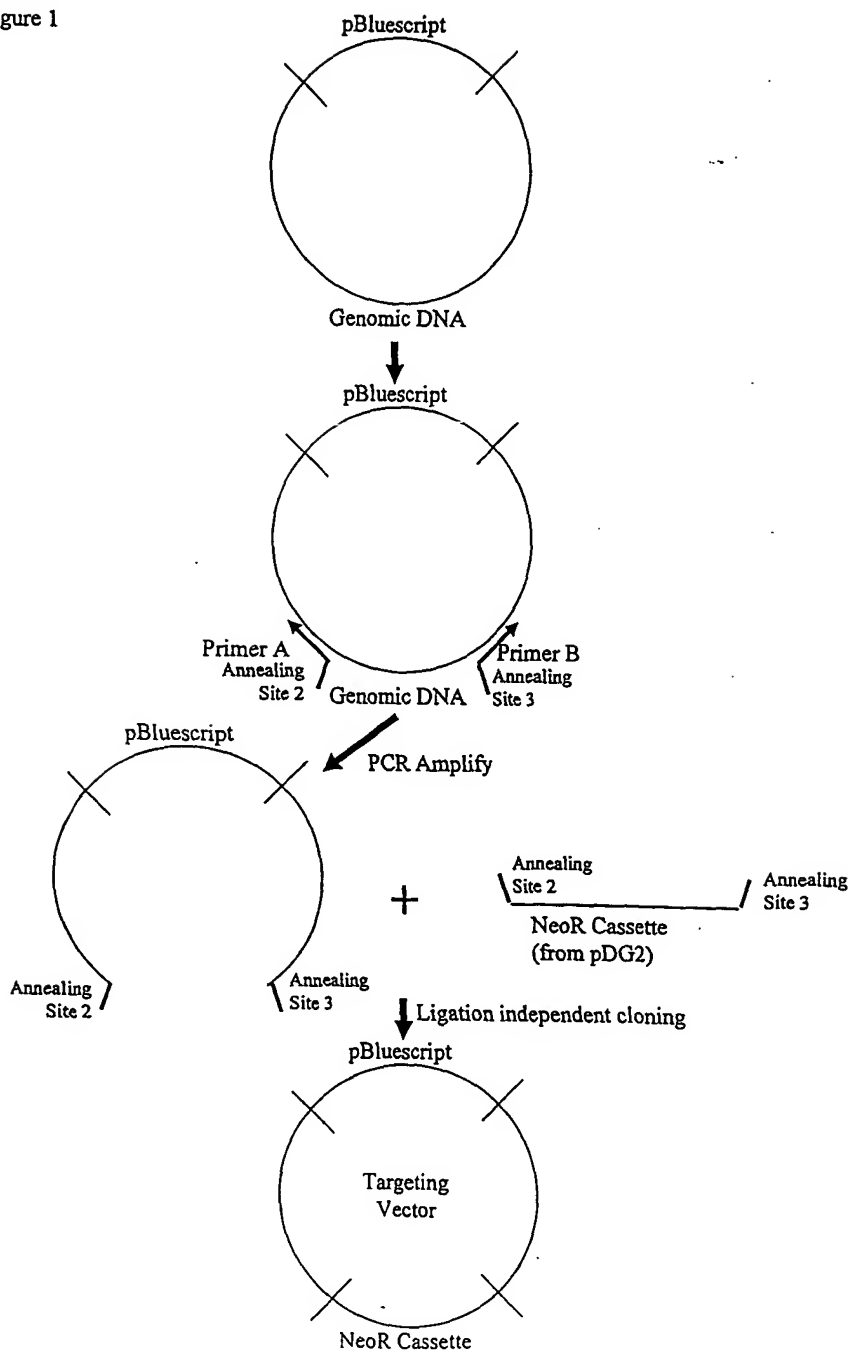 gure 1
pBluescript
Genomic DNA
pBluescript
Primer A
Annealing
Site 2
Primer B
Annealing
Site 3
Genomic DNA
PCR Amplify
pBluescript
Annealing
Site 2
Annealing
Site 3
+
Annealing
Site 2
Annealing
Site 3
NeoR Cassette
(from pDG2)
Ligation independent cloning
pBluescript
Targeting
Vector
NeoR Cassette